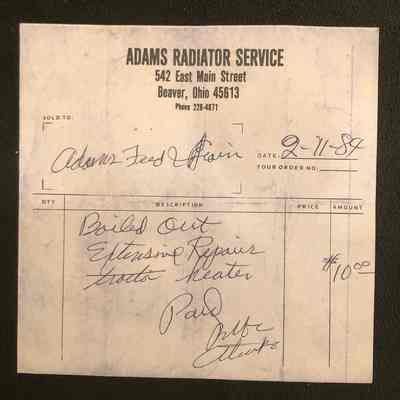 ADAMS RADIATOR SERVICE
542 East Main Street
Beaver, Ohio 45613
Phone 226-4871
SOLD TO:
Adams Feed & Grain
DATE: 2-11-84
YOUR ORDER NO.
QTY DESCRIPTION PRICE AMOUNT
Boiled Out
Extensive Repairs
heater
$10.00
Paid
Thanks